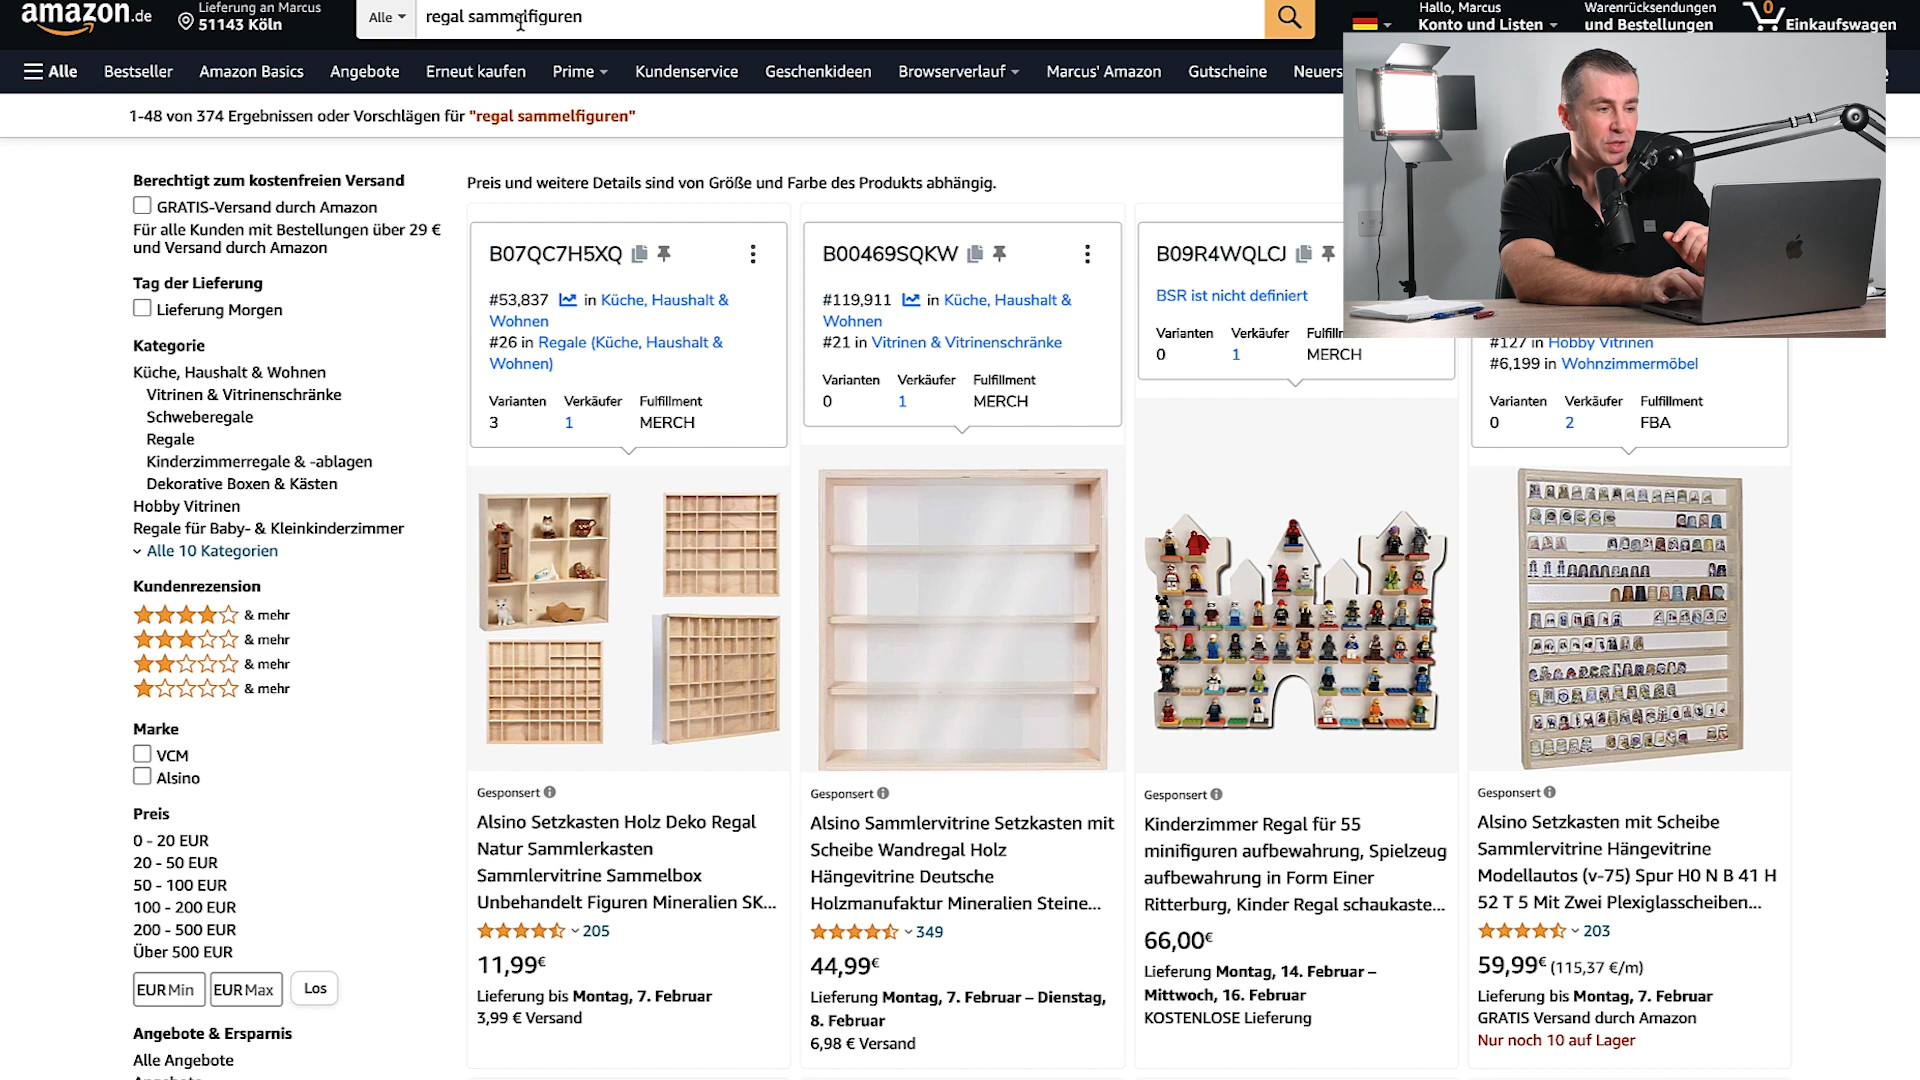 amazon.de
Lieferung an Marcus
51143 Köln
Alle
regal sammelfiguren
Hallo, Marcus
Konto und Listen
Warenrücksendungen
und Bestellungen
0
Einkaufswagen
Alle
Bestseller
Amazon Basics
Angebote
Erneut kaufen
Prime
Kundenservice
Geschenkideen
Browserverlauf
Marcus' Amazon
Gutscheine
1-48 von 374 Ergebnissen oder Vorschlägen für "regal sammelfiguren"
Berechtigt zum kostenfreien Versand
GRATIS-Versand durch Amazon
Für alle Kunden mit Bestellungen über 29 €
und Versand durch Amazon
Tag der Lieferung
Lieferung Morgen
Kategorie
Küche, Haushalt & Wohnen
Vitrinen & Vitrinenschränke
Schweberegale
Regale
Kinderzimmerregale & -ablagen
Dekorative Boxen & Kästen
Hobby Vitrinen
Regale für Baby- & Kleinkinderzimmer
Alle 10 Kategorien
Kundenrezension
& mehr
& mehr
& mehr
& mehr
Marke
VCM
Alsino
Preis
0 - 20 EUR
20 - 50 EUR
50 - 100 EUR
100 - 200 EUR
200 - 500 EUR
Über 500 EUR
EUR Min
EUR Max
Los
Angebote & Ersparnis
Alle Angebote
Preis und weitere Details sind von Größe und Farbe des Produkts abhängig.
B07QC7H5XQ
#53,837 in Küche, Haushalt &
Wohnen
#26 in Regale (Küche, Haushalt &
Wohnen)
Varianten Verkäufer Fulfillment
3 1 MERCH
Gesponsert
Alsino Setzkasten Holz Deko Regal
Natur Sammlerkasten
Sammlervitrine Sammelbox
Unbehandelt Figuren Mineralien SK...
205
11,99€
Lieferung bis Montag, 7. Februar
3,99 € Versand
B00469SQKW
#119,911 in Küche, Haushalt &
Wohnen
#21 in Vitrinen & Vitrinenschränke
Varianten Verkäufer Fulfillment
0 1 MERCH
Gesponsert
Alsino Sammlervitrine Setzkasten mit
Scheibe Wandregal Holz
Hängevitrine Deutsche
Holzmanufaktur Mineralien Steine...
349
44,99€
Lieferung Montag, 7. Februar – Dienstag,
8. Februar
6,98 € Versand
B09R4WQLCJ
BSR ist nicht definiert
Varianten Verkäufer
0 1 MERCH
Gesponsert
Kinderzimmer Regal für 55
minifiguren aufbewahrung, Spielzeug
aufbewahrung in Form Einer
Ritterburg, Kinder Regal schaukaste...
66,00€
Lieferung Montag, 14. Februar –
Mittwoch, 16. Februar
KOSTENLOSE Lieferung
#127 in Hobby Vitrinen
#6,199 in Wohnzimmermöbel
Varianten Verkäufer Fulfillment
0 2 FBA
Gesponsert
Alsino Setzkasten mit Scheibe
Sammlervitrine Hängevitrine
Modellautos (v-75) Spur H0 N B 41 H
52 T 5 Mit Zwei Plexiglasscheiben...
203
59,99€ (115,37 €/m)
Lieferung bis Montag, 7. Februar
GRATIS Versand durch Amazon
Nur noch 10 auf Lager